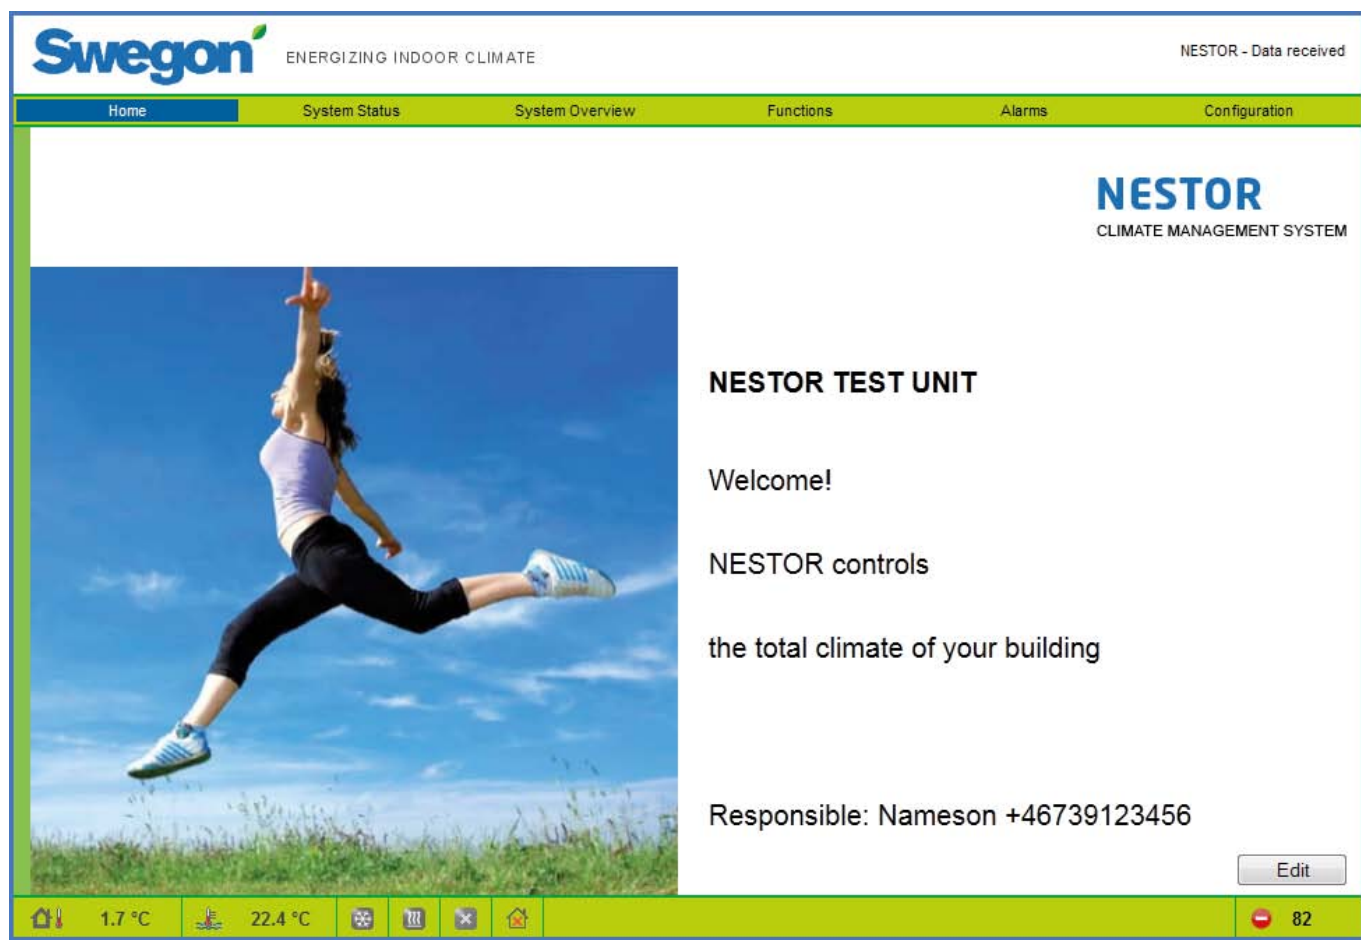 Swegon
ENERGIZING INDOOR CLIMATE
NESTOR - Data received
Home
System Status
System Overview
Functions
Alarms
Configuration
NESTOR
CLIMATE MANAGEMENT SYSTEM
NESTOR TEST UNIT
Welcome!
NESTOR controls
the total climate of your building
Responsible: Nameson +46739123456
Edit
1.7 °C
22.4 °C
82